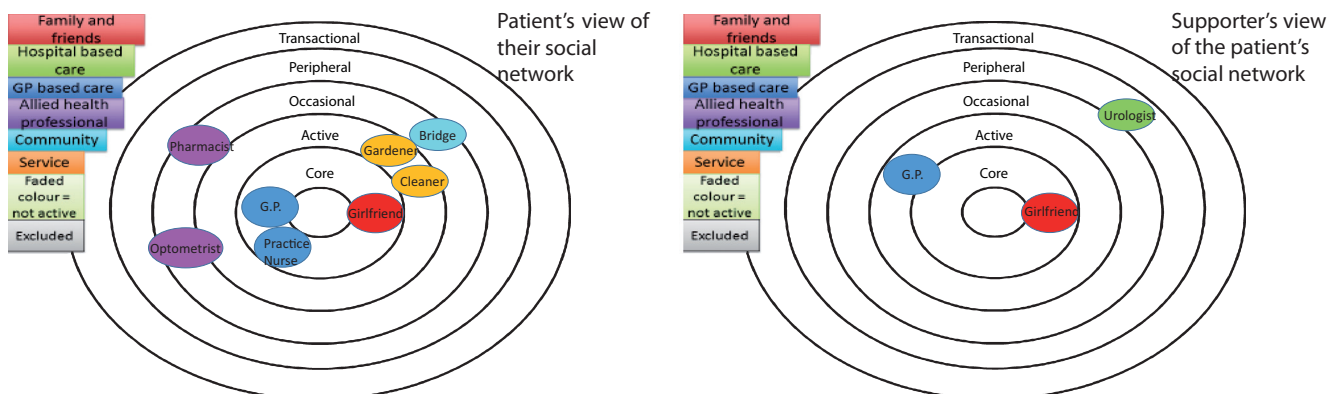 Family and
friends
Hospital based
care
GP based care
Allied health
professional
Community
Service
Faded
colour =
not active
Excluded
Patient’s view of
their social
network
Transactional
Peripheral
Occasional
Active
Core
Pharmacist
Bridge
Gardener
Cleaner
G.P.
Girlfriend
Practice
Nurse
Optometrist
Family and
friends
Hospital based
care
GP based care
Allied health
professional
Community
Service
Faded
colour =
not active
Excluded
Supporter’s view
of the patient’s
social network
Transactional
Peripheral
Occasional
Active
Core
Urologist
G.P.
Girlfriend